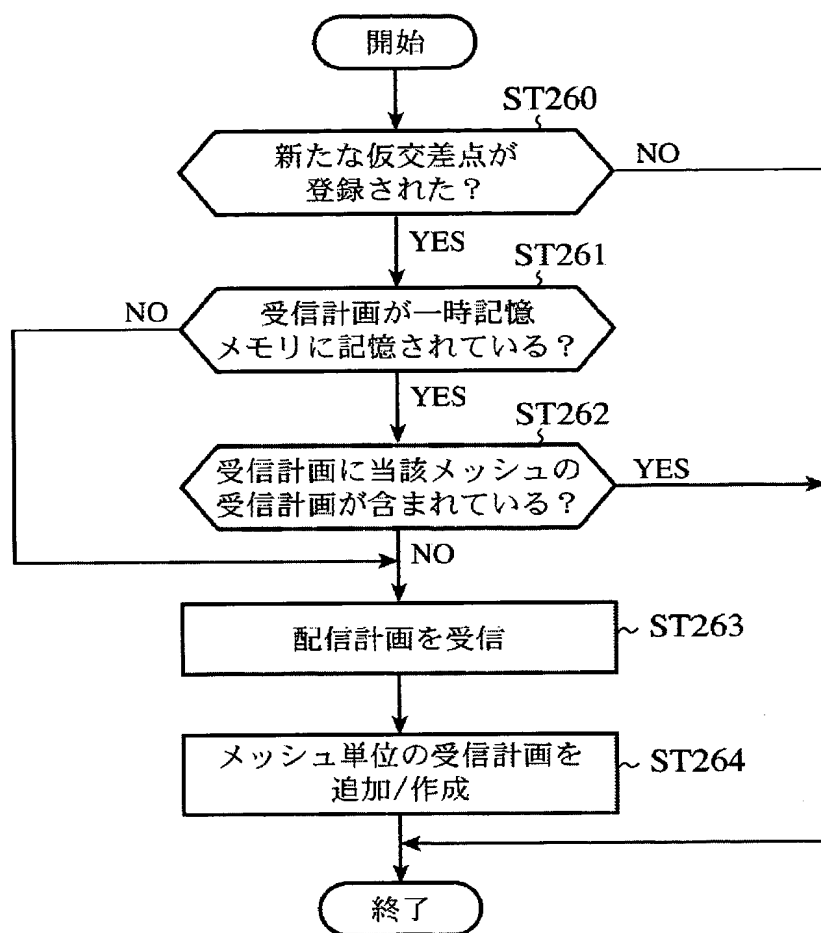 開始
ST260
新たな仮交差点が
登録された?
NO
YES
ST261
NO
受信計画が一時記憶
メモリに記憶されている?
YES
ST262
受信計画に当該メッシュの
受信計画が含まれている?
YES
NO
配信計画を受信
ST263
メッシュ単位の受信計画を
追加/作成
ST264
終了